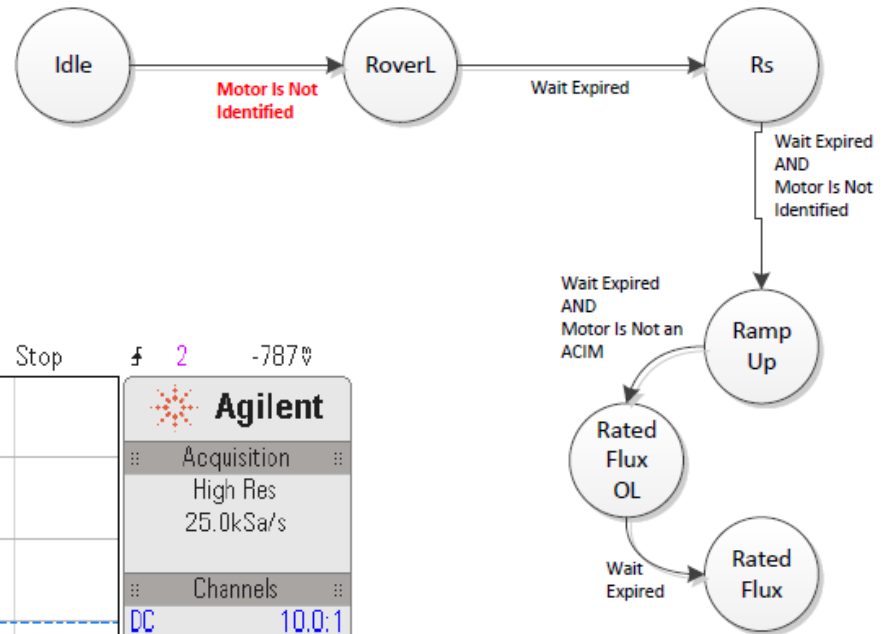 Idle
RoverL
Rs
Motor Is Not
Identified
Wait Expired
Wait Expired
AND
Motor Is Not
Identified
Wait Expired
AND
Motor Is Not an
ACIM
Ramp
Up
Rated
Flux
OL
Wait
Expired
Rated
Flux
Stop
2
-787
Agilent
Acquisition
High Res
25.0kSa/s
Channels
DC
10.0:1